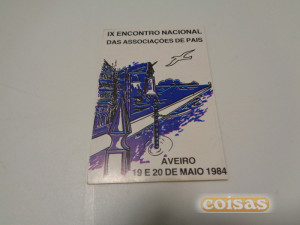 IX ENCONTRO NACIONAL
DAS ASSOCIAÇÕES DE PAIS
AVEIRO
19 E 20 DE MAIO 1984
coisas